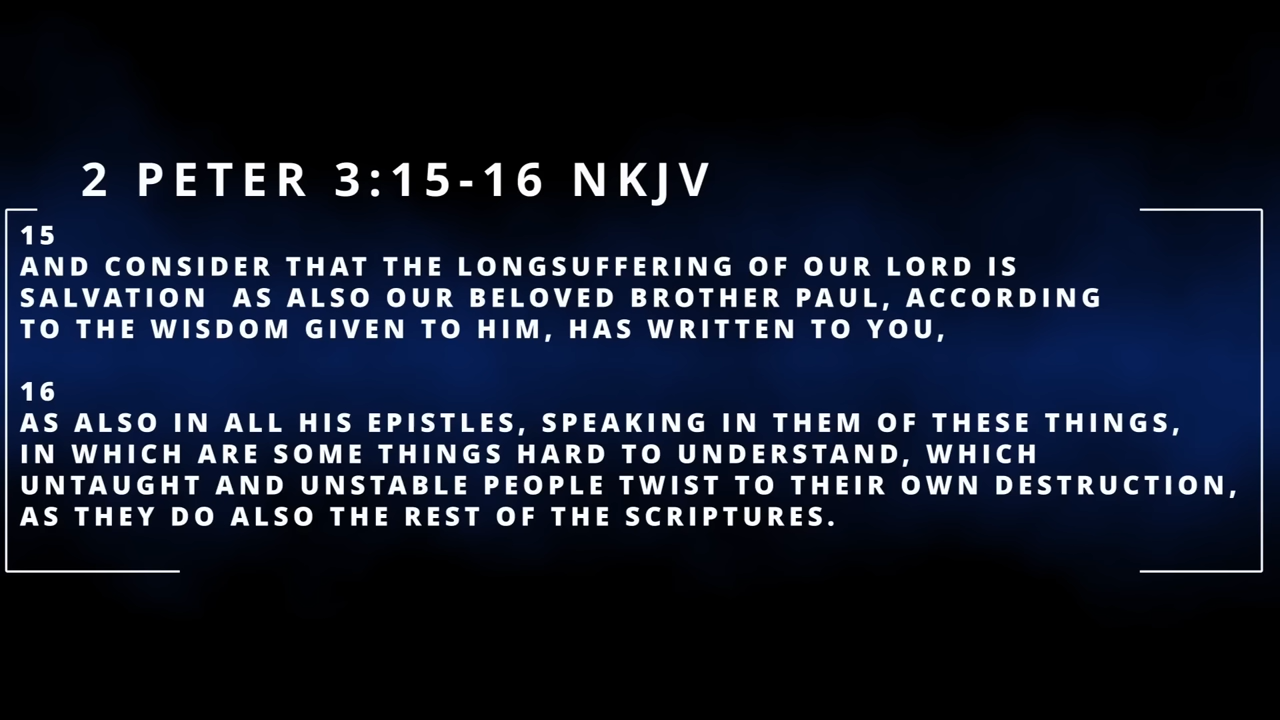 2 PETER 3:15-16 NKJV
15
AND CONSIDER THAT THE LONGSUFFERING OF OUR LORD IS
SALVATION  AS ALSO OUR BELOVED BROTHER PAUL, ACCORDING
TO THE WISDOM GIVEN TO HIM, HAS WRITTEN TO YOU,
16
AS ALSO IN ALL HIS EPISTLES, SPEAKING IN THEM OF THESE THINGS,
IN WHICH ARE SOME THINGS HARD TO UNDERSTAND, WHICH
UNTAUGHT AND UNSTABLE PEOPLE TWIST TO THEIR OWN DESTRUCTION,
AS THEY DO ALSO THE REST OF THE SCRIPTURES.